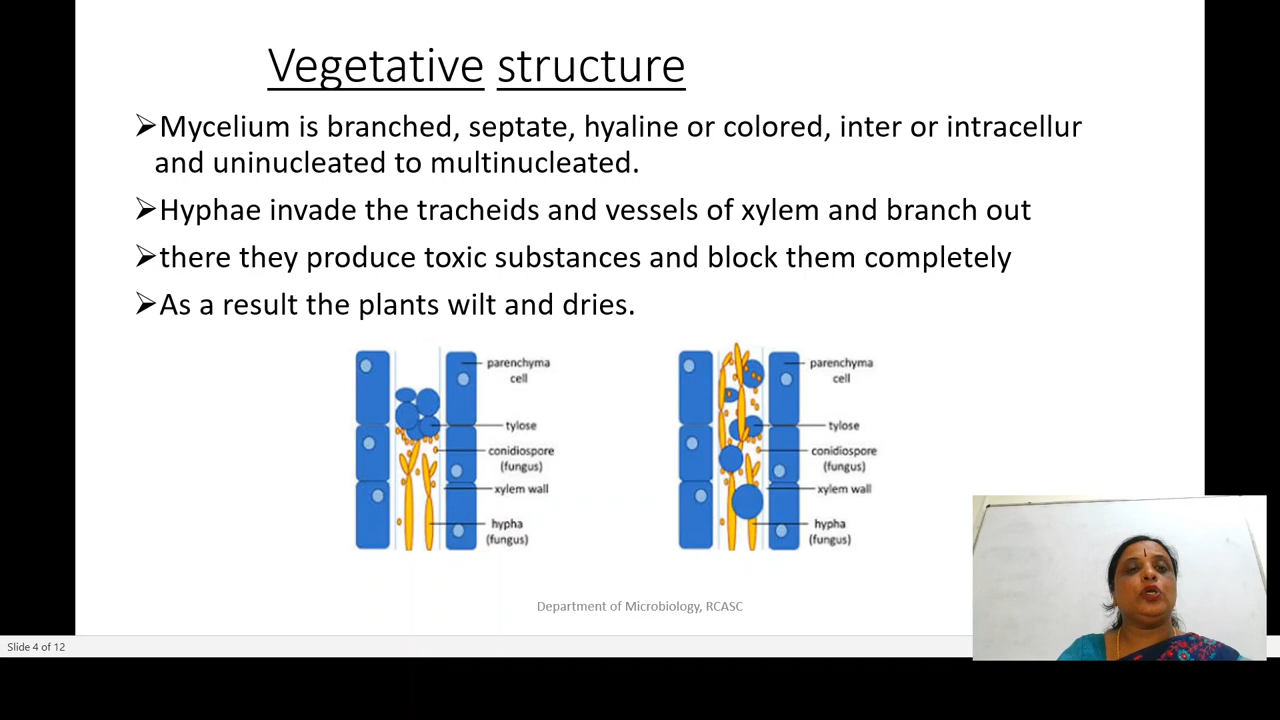 Vegetative structure
➢Mycelium is branched, septate, hyaline or colored, inter or intracellur
and uninucleated to multinucleated.
➢Hyphae invade the tracheids and vessels of xylem and branch out
➢there they produce toxic substances and block them completely
➢As a result the plants wilt and dries.
parenchyma
cell
tylose
conidiospore
(fungus)
xylem wall
hypha
(fungus)
parenchyma
cell
tylose
conidiospore
(fungus)
xylem wall
hypha
(fungus)
Department of Microbiology, RCASC
Slide 4 of 12